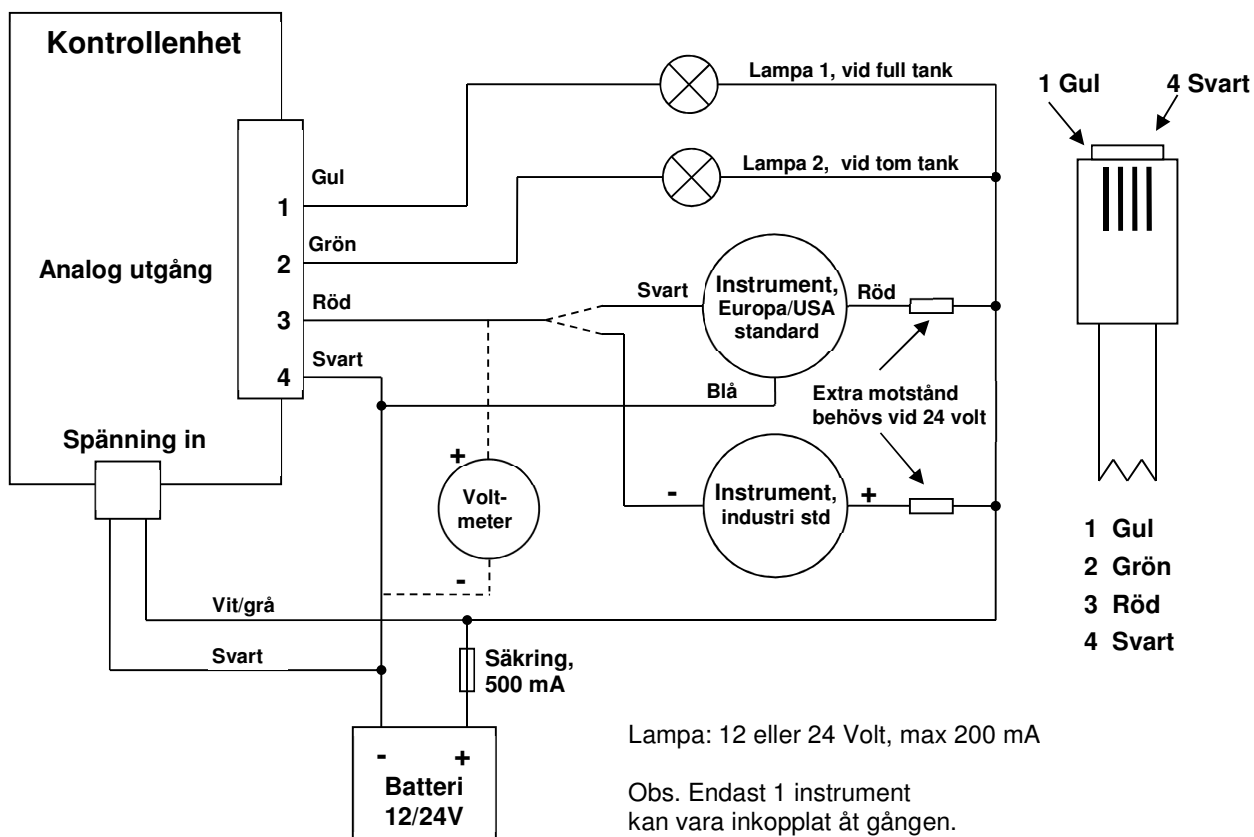 Kontrollenhet
Lampa 1, vid full tank
1 Gul
4 Svart
Lampa 2, vid tom tank
Gul
1
Grön
Analog utgång
2
Röd
3
Svart
4
Svart
Instrument,
Europa/USA
standard
Röd
Blå
Extra motstånd
behövs vid 24 volt
Spänning in
+
Volt-
meter
-
-
Instrument,
industri std
+
1 Gul
2 Grön
3 Röd
4 Svart
Vit/grå
Svart
Säkring,
500 mA
- +
Batteri
12/24V
Lampa: 12 eller 24 Volt, max 200 mA
Obs. Endast 1 instrument
kan vara inkopplat åt gången.